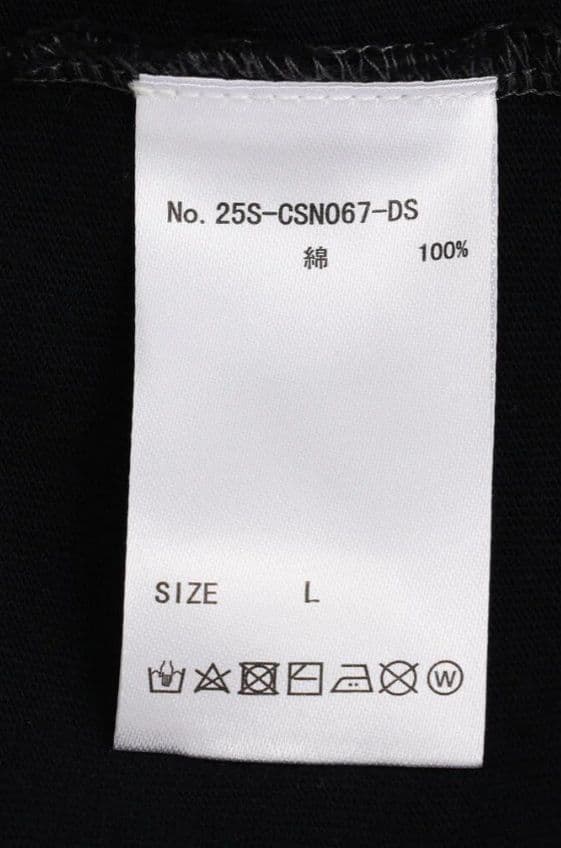 No. 25S-CSN067-DS
綿 100%
SIZE L
W